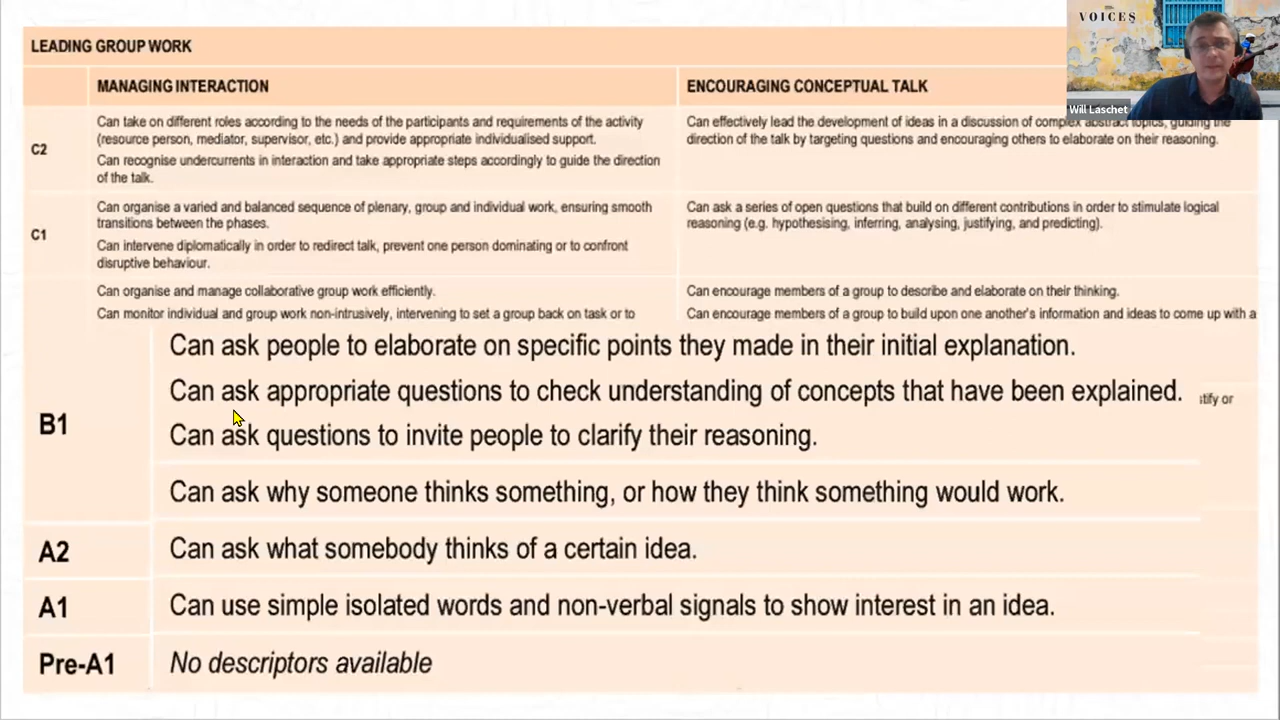 VOICES
Will Laschet
LEADING GROUP WORK
MANAGING INTERACTION
ENCOURAGING CONCEPTUAL TALK
C2
Can take on different roles according to the needs of the participants and requirements of the activity
(resource person, mediator, supervisor, etc.) and provide appropriate individualised support.
Can recognise undercurrents in interaction and take appropriate steps accordingly to guide the direction
of the talk.
Can effectively lead the development of ideas in a discussion of complex abstract topics, guiding the
direction of the talk by targeting questions and encouraging others to elaborate on their reasoning.
C1
Can organise a varied and balanced sequence of plenary, group and individual work, ensuring smooth
transitions between the phases.
Can intervene diplomatically in order to redirect talk, prevent one person dominating or to confront
disruptive behaviour.
Can ask a series of open questions that build on different contributions in order to stimulate logical
reasoning (e.g. hypothesising, inferring, analysing, justifying, and predicting).
Can organise and manage collaborative group work efficiently.
Can monitor individual and group work non-intrusively, intervening to set a group back on task or to
Can encourage members of a group to describe and elaborate on their thinking.
Can encourage members of a group to build upon one another's information and ideas to come up with a
tify or
B1
Can ask people to elaborate on specific points they made in their initial explanation.
Can ask appropriate questions to check understanding of concepts that have been explained.
Can ask questions to invite people to clarify their reasoning.
Can ask why someone thinks something, or how they think something would work.
A2
Can ask what somebody thinks of a certain idea.
A1
Can use simple isolated words and non-verbal signals to show interest in an idea.
Pre-A1
No descriptors available